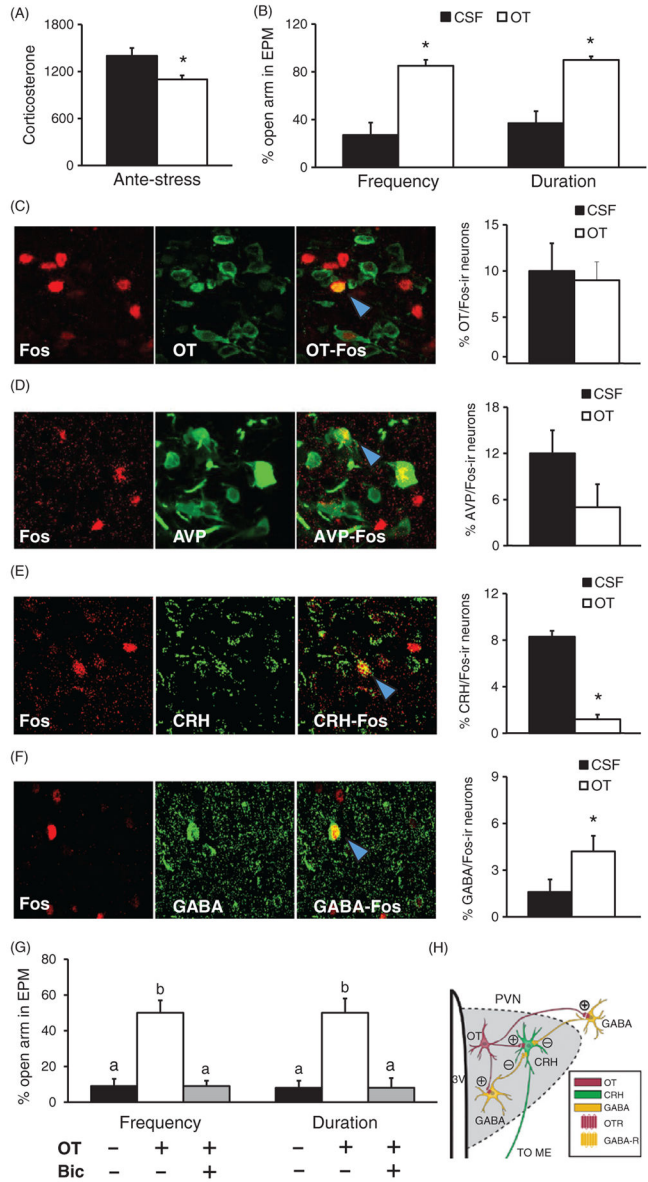 (A)
Corticosterone
1800
1200
600
0
*
Ante-stress
(B)
CSF OT
% open arm in EPM
120
80
40
0
*
*
Frequency
Duration
(C)
Fos
OT
OT-Fos
CSF
OT
% OT/Fos-ir neurons
15
10
5
0
(D)
Fos
AVP
AVP-Fos
CSF
OT
% AVP/Fos-ir neurons
18
12
6
0
(E)
Fos
CRH
CRH-Fos
CSF
OT
% CRH/Fos-ir neurons
12
8
4
0
*
(F)
Fos
GABA
GABA-Fos
CSF
OT
% GABA/Fos-ir neurons
9
6
3
0
*
(G)
% open arm in EPM
80
60
40
20
0
a b a a b a
Frequency
Duration
OT – + + – + +
Bic – – + – – +
(H)
PVN
+
GABA
OT
+
–
CRH
–
3V
+
GABA
TO ME
OT
CRH
GABA
OTR
GABA-R